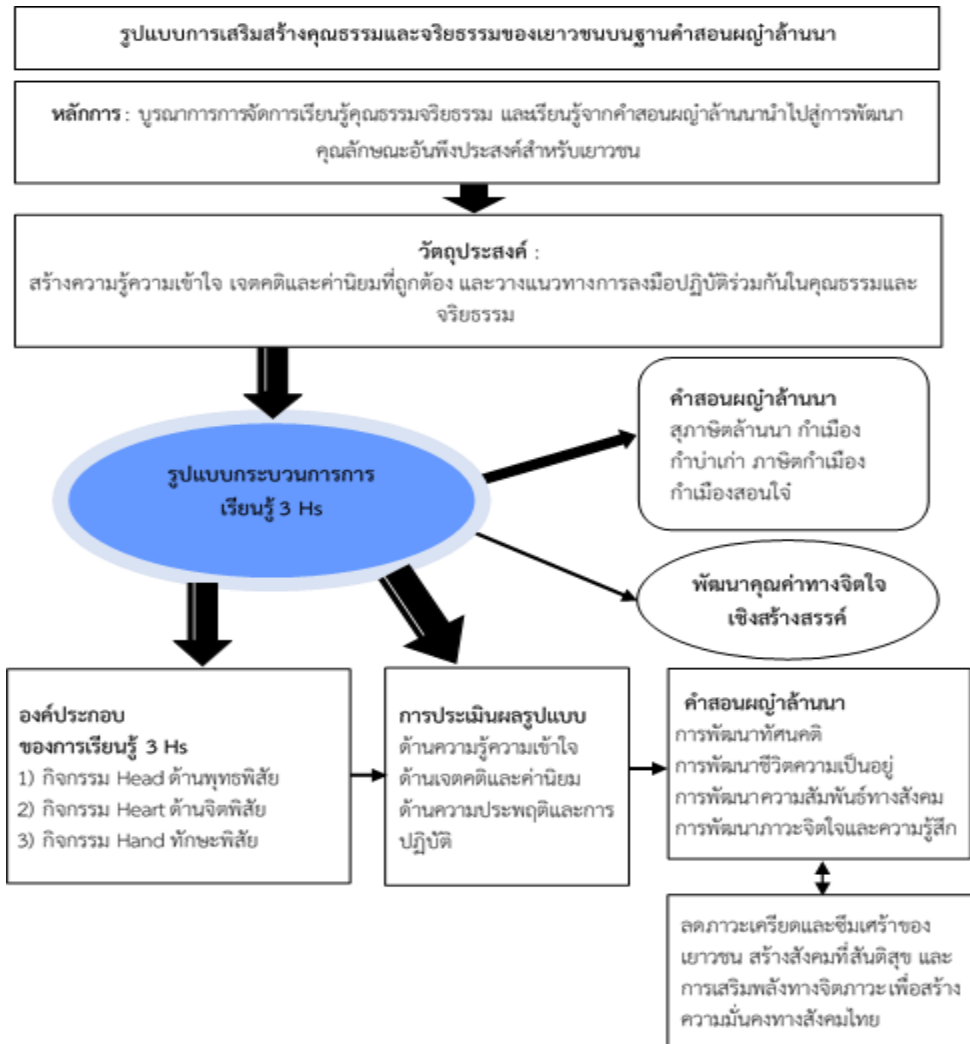 รูปแบบการเสริมสร้างคุณธรรมและจริยธรรมของเยาวชนบนฐานคำสอนผญ๋าล้านนา
หลักการ : บูรณาการการจัดการเรียนรู้คุณธรรมจริยธรรม และเรียนรู้จากคำสอนผญ๋าล้านนานำไปสู่การพัฒนา
คุณลักษณะอันพึงประสงค์สำหรับเยาวชน
วัตถุประสงค์ :
สร้างความรู้ความเข้าใจ เจตคติและค่านิยมที่ถูกต้อง และวางแนวทางการลงมือปฏิบัติร่วมกันในคุณธรรมและ
จริยธรรม
รูปแบบกระบวนการการ
เรียนรู้ 3 Hs
คำสอนผญ๋าล้านนา
สุภาษิตล้านนา กำเมือง
กำบ่าเก่า ภาษิตกำเมือง
กำเมืองสอนใจ๋
พัฒนาคุณค่าทางจิตใจ
เชิงสร้างสรรค์
องค์ประกอบ
ของการเรียนรู้ 3 Hs
1) กิจกรรม Head ด้านพุทธพิสัย
2) กิจกรรม Heart ด้านจิตพิสัย
3) กิจกรรม Hand ทักษะพิสัย
การประเมินผลรูปแบบ
ด้านความรู้ความเข้าใจ
ด้านเจตคติและค่านิยม
ด้านความประพฤติและการ
ปฏิบัติ
คำสอนผญ๋าล้านนา
การพัฒนาทัศนคติ
การพัฒนาชีวิตความเป็นอยู่
การพัฒนาความสัมพันธ์ทางสังคม
การพัฒนาภาวะจิตใจและความรู้สึก
ลดภาวะเครียดและซึมเศร้าของ
เยาวชน สร้างสังคมที่สันติสุข และ
การเสริมพลังทางจิตภาวะเพื่อสร้าง
ความมั่นคงทางสังคมไทย